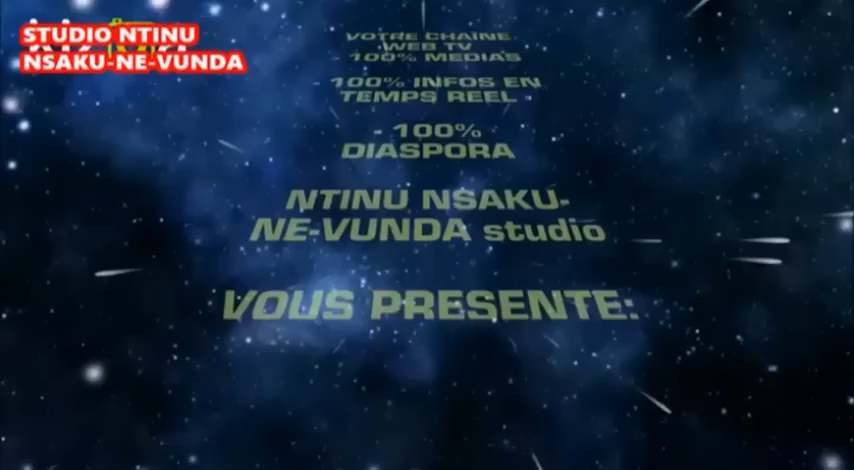 STUDIO NTINU
NSAKU-NE-VUNDA
VOTRE CHAÎNE
WEB TV
- 100% MEDIAS
- 100% INFOS EN
TEMPS REEL
- 100%
DIASPORA
NTINU NSAKU-
NE-VUNDA studio
VOUS PRESENTE: